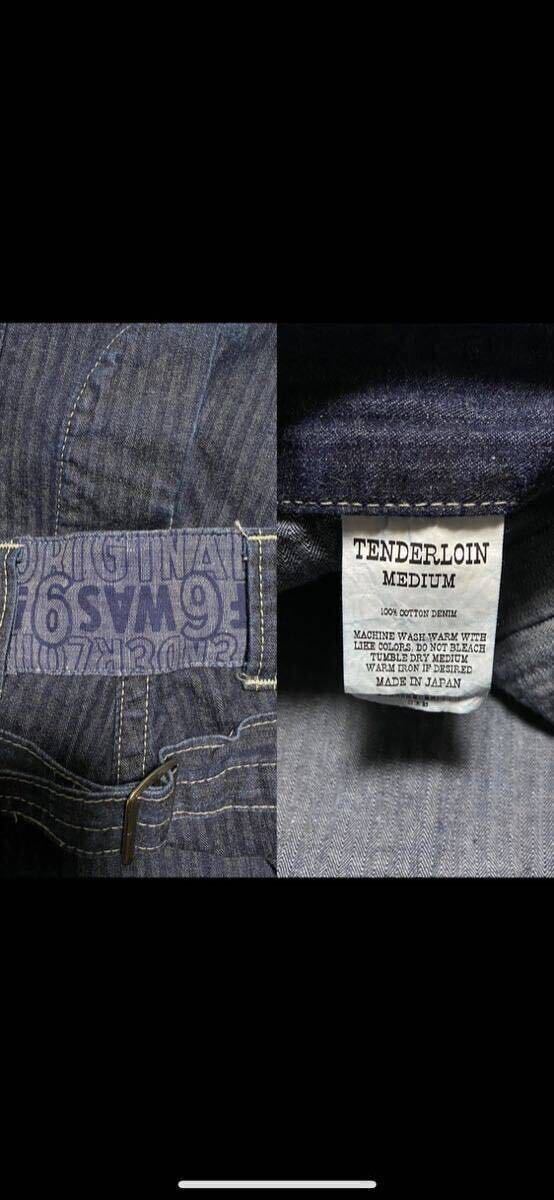 ORIGINAL
TENDERLOIN
MEDIUM
100% COTTON DENIM
MACHINE WASH WARM WITH
LIKE COLORS. DO NOT BLEACH
TUMBLE DRY MEDIUM
WARM IRON IF DESIRED
MADE IN JAPAN